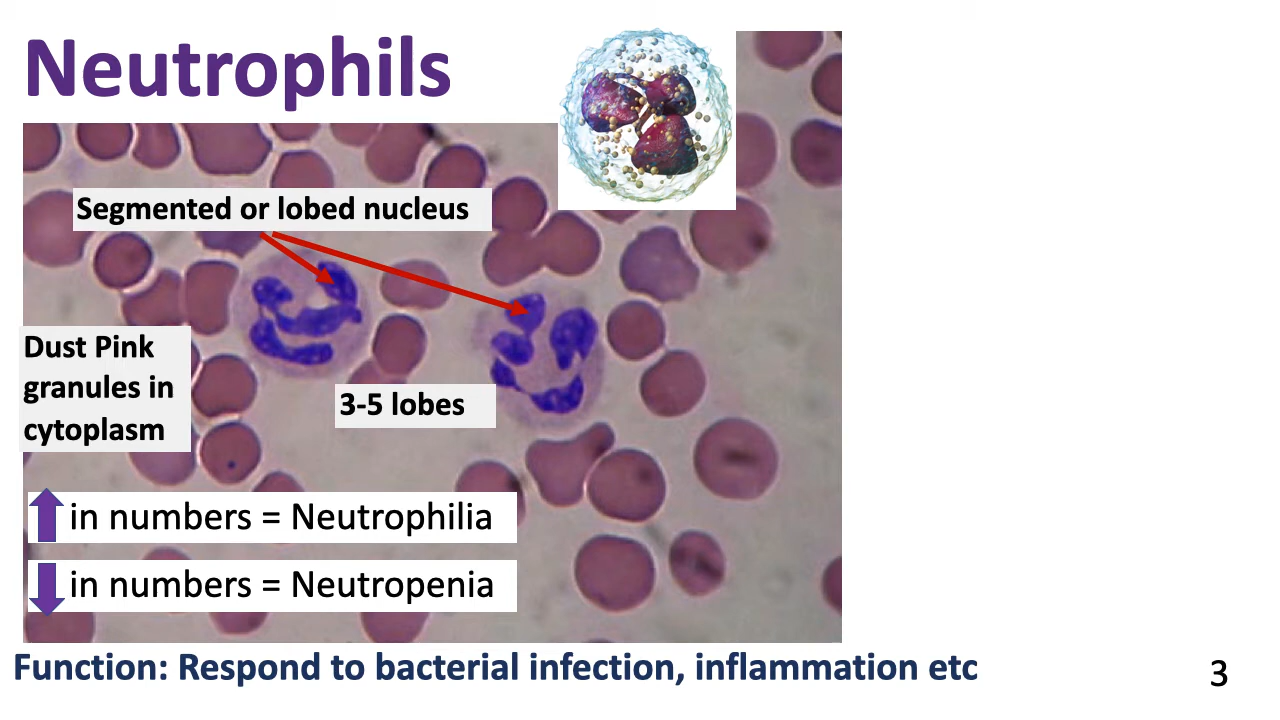 Neutrophils
Segmented or lobed nucleus
Dust Pink
granules in
cytoplasm
3-5 lobes
in numbers = Neutrophilia
in numbers = Neutropenia
Function: Respond to bacterial infection, inflammation etc
3